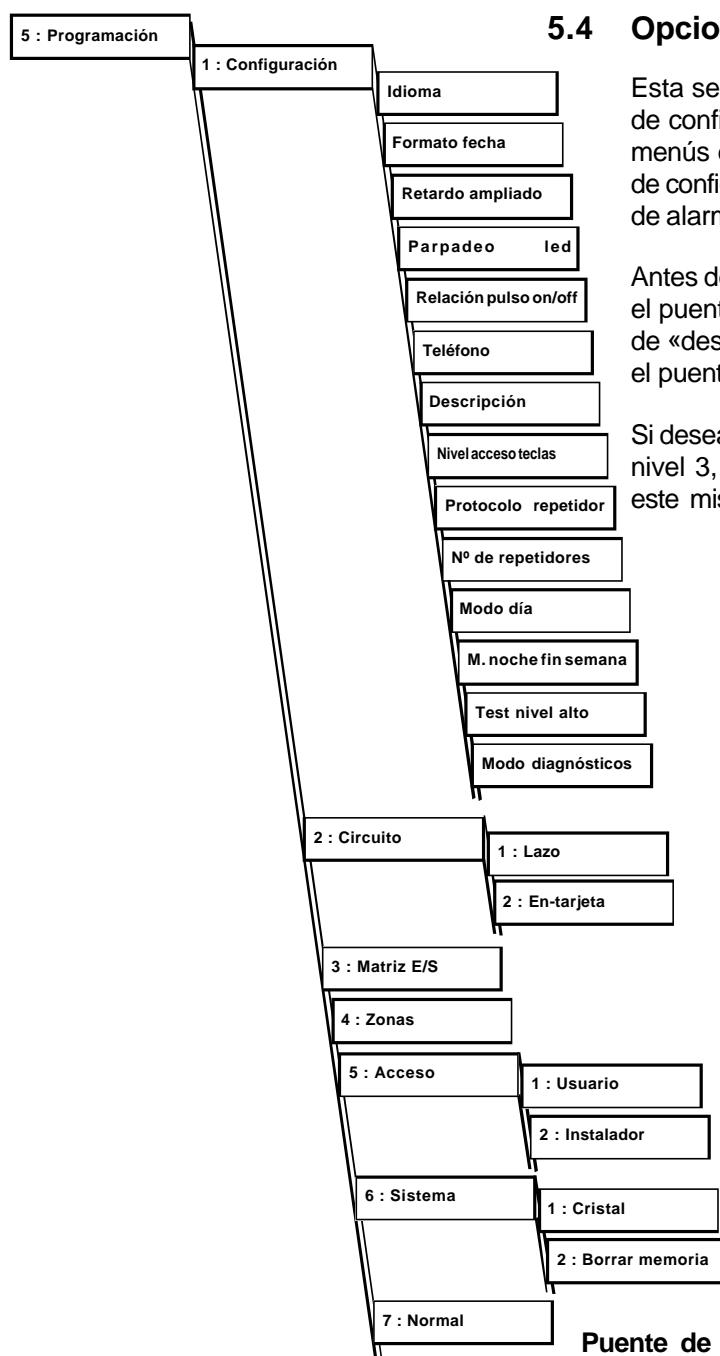 5.4 Opcio
5 : Programación
1 : Configuración
Idioma
Formato fecha
Retardo ampliado
Parpadeo led
Relación pulso on/off
Teléfono
Descripción
Nivel acceso teclas
Protocolo repetidor
Nº de repetidores
Modo día
M. noche fin semana
Test nivel alto
Modo diagnósticos
2 : Circuito
1 : Lazo
2 : En-tarjeta
3 : Matriz E/S
4 : Zonas
5 : Acceso
1 : Usuario
2 : Instalador
6 : Sistema
1 : Cristal
2 : Borrar memoria
7 : Normal
Esta se
de confi
menús
de confi
de alarm
Antes d
el puent
de «des
el puent
Si desea
nivel 3,
este mis
Puente de